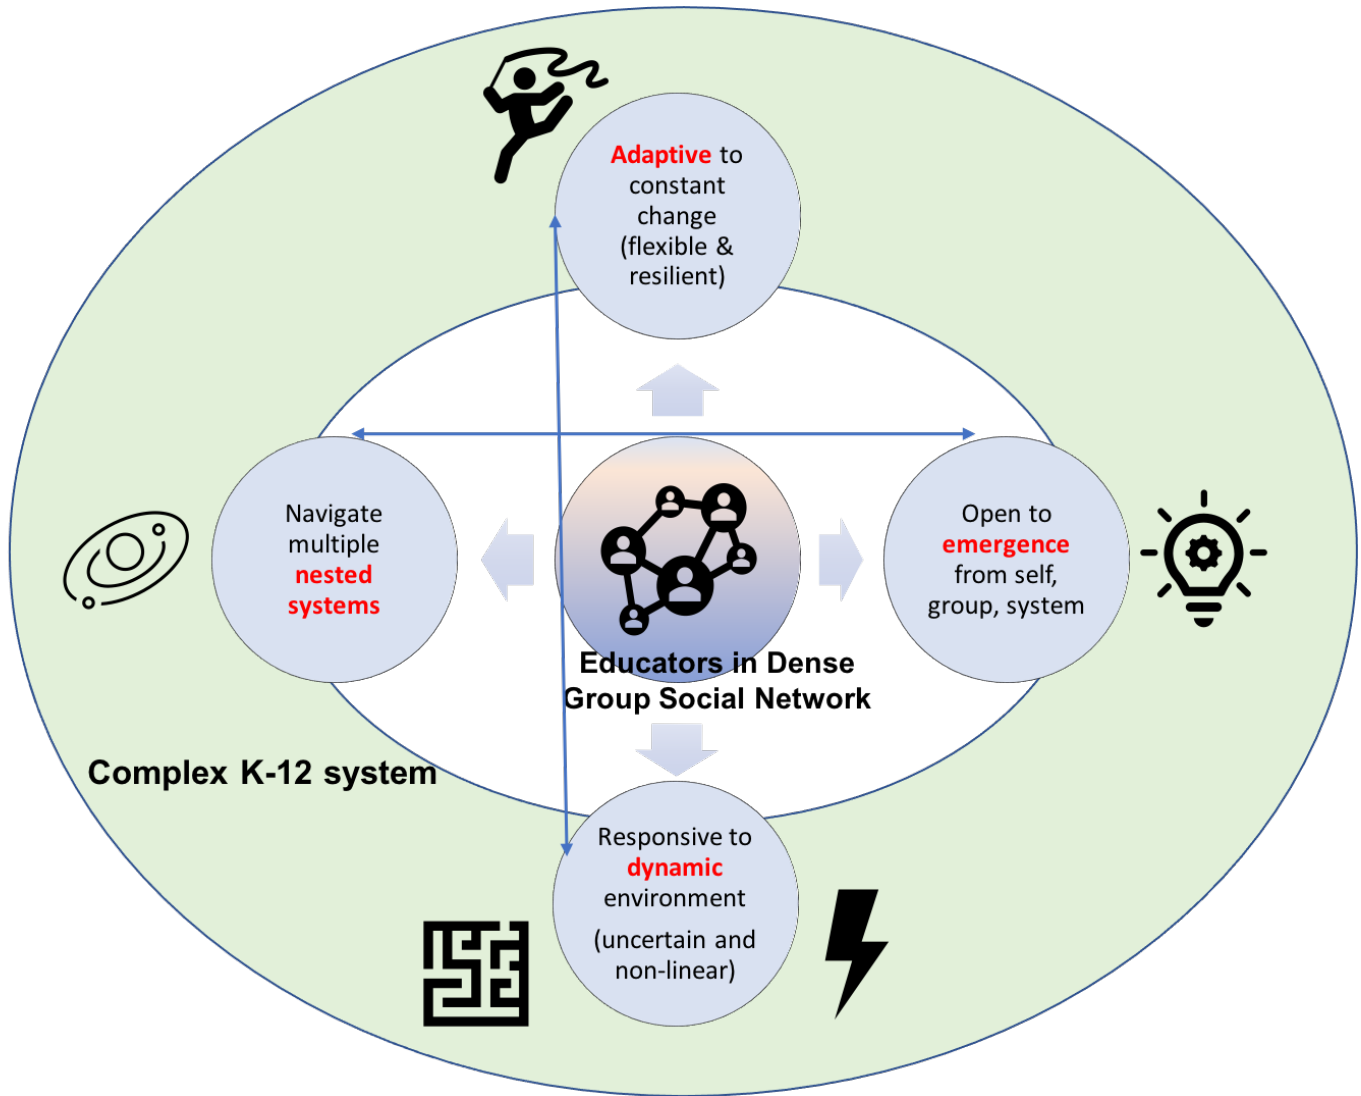 Adaptive to
constant
change
(flexible &
resilient)
Navigate
multiple
nested
systems
Open to
emergence
from self,
group, system
Educators in Dense
Group Social Network
Complex K-12 system
Responsive to
dynamic
environment
(uncertain and
non-linear)